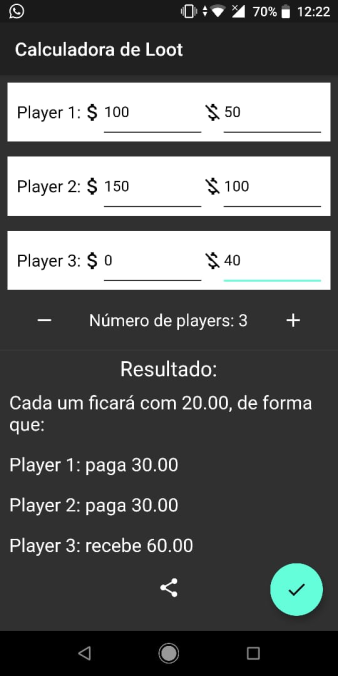 70% 12:22
Calculadora de Loot
Player 1: $ 100 50
Player 2: $ 150 100
Player 3: $ 0 40
− Número de players: 3 +
Resultado:
Cada um ficará com 20.00, de forma
que:
Player 1: paga 30.00
Player 2: paga 30.00
Player 3: recebe 60.00